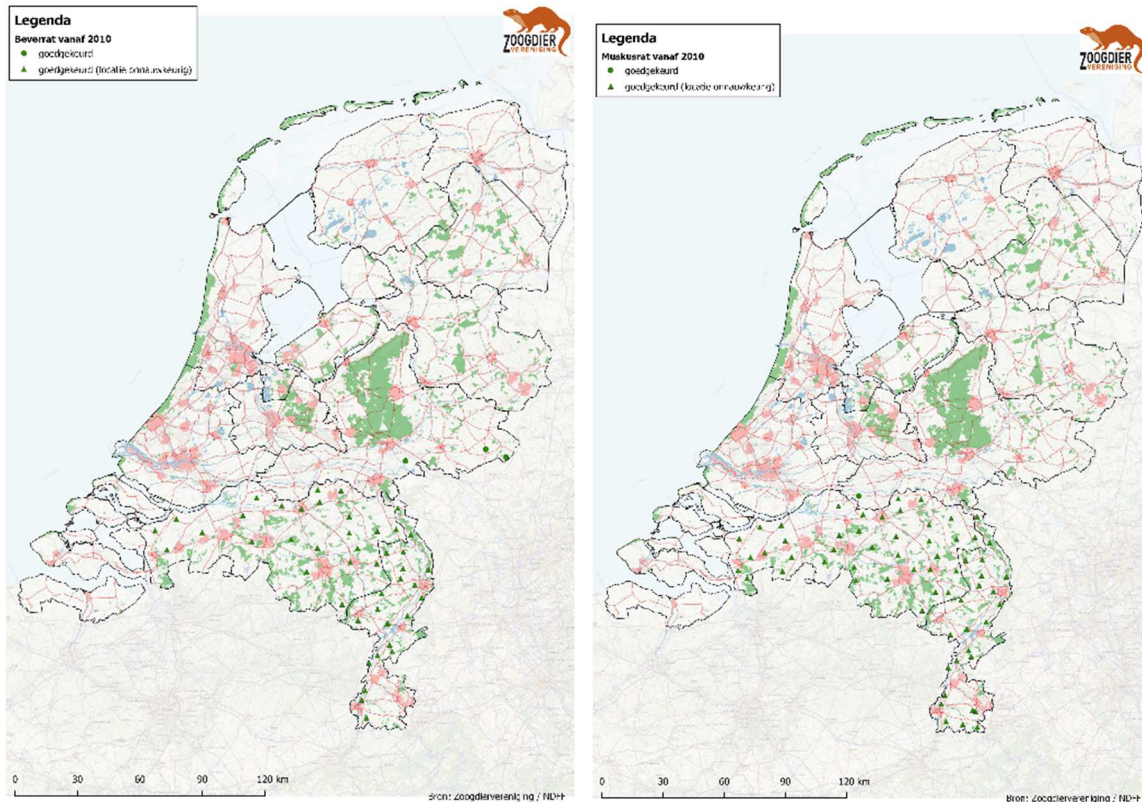 Legenda
Beverrat vanaf 2010
goedgekeurd
goedgekeurd (locatie onnauwkeurig)
ZOOGDIER
VERENIGING
0 30 60 90 120 km
Bron: Zoogdiervereniging / NDFF
Legenda
Muskusrat vanaf 2010
goedgekeurd
goedgekeurd (locatie onnauwkeurig)
ZOOGDIER
VERENIGING
0 30 60 90 120 km
Bron: Zoogdiervereniging / NDFF